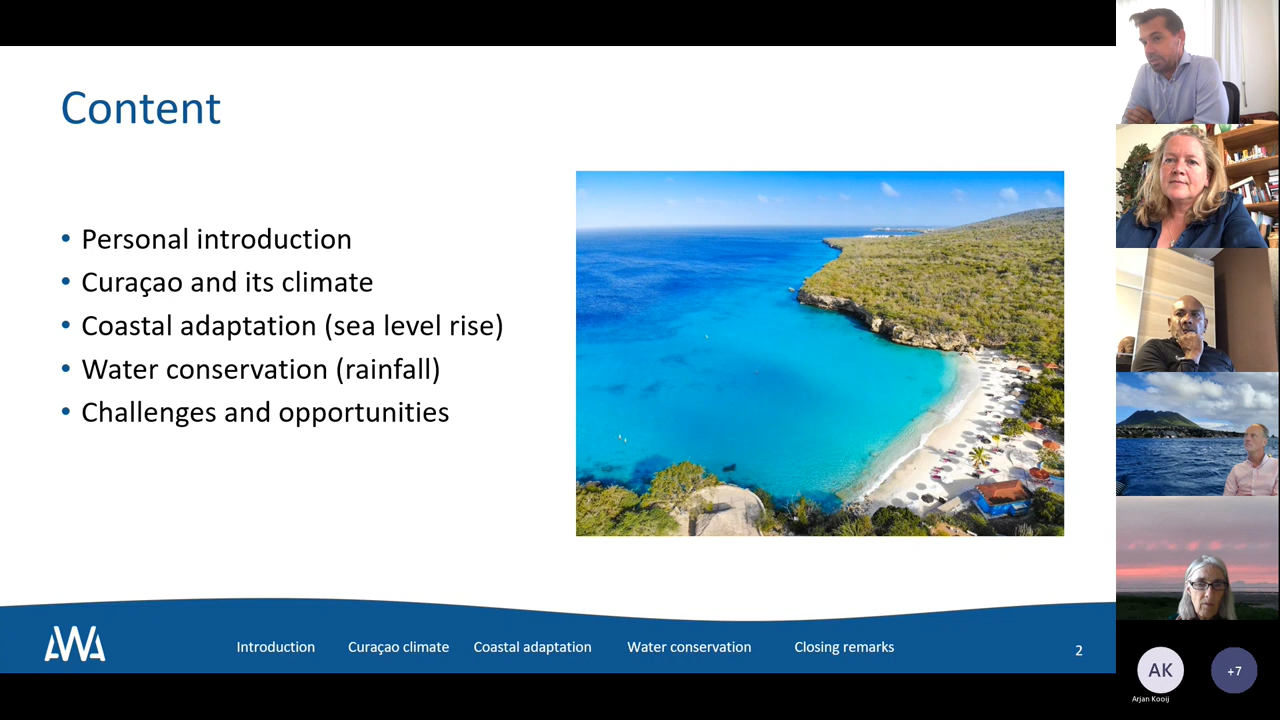 Content
• Personal introduction
• Curaçao and its climate
• Coastal adaptation (sea level rise)
• Water conservation (rainfall)
• Challenges and opportunities
AWA
Introduction Curaçao climate Coastal adaptation Water conservation Closing remarks 2
AK +7
Arjan Kooij